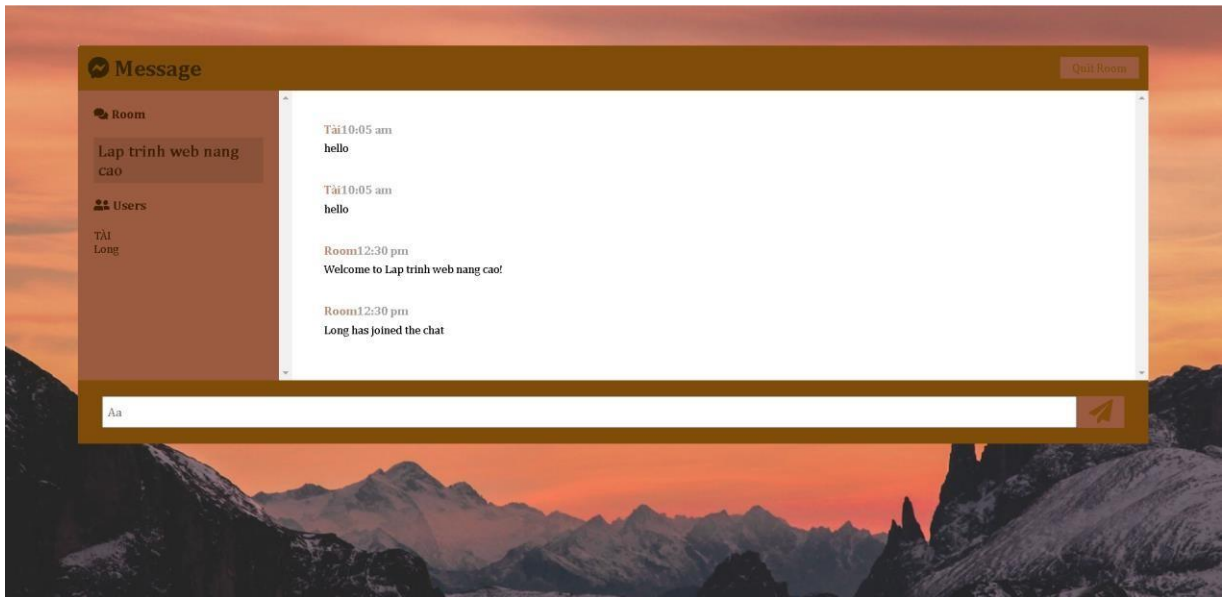 Message
Quit Room
Room
Lap trinh web nang
cao
Users
TÀI
Long
Tài10:05 am
hello
Tài10:05 am
hello
Room12:30 pm
Welcome to Lap trinh web nang cao!
Room12:30 pm
Long has joined the chat
Aa